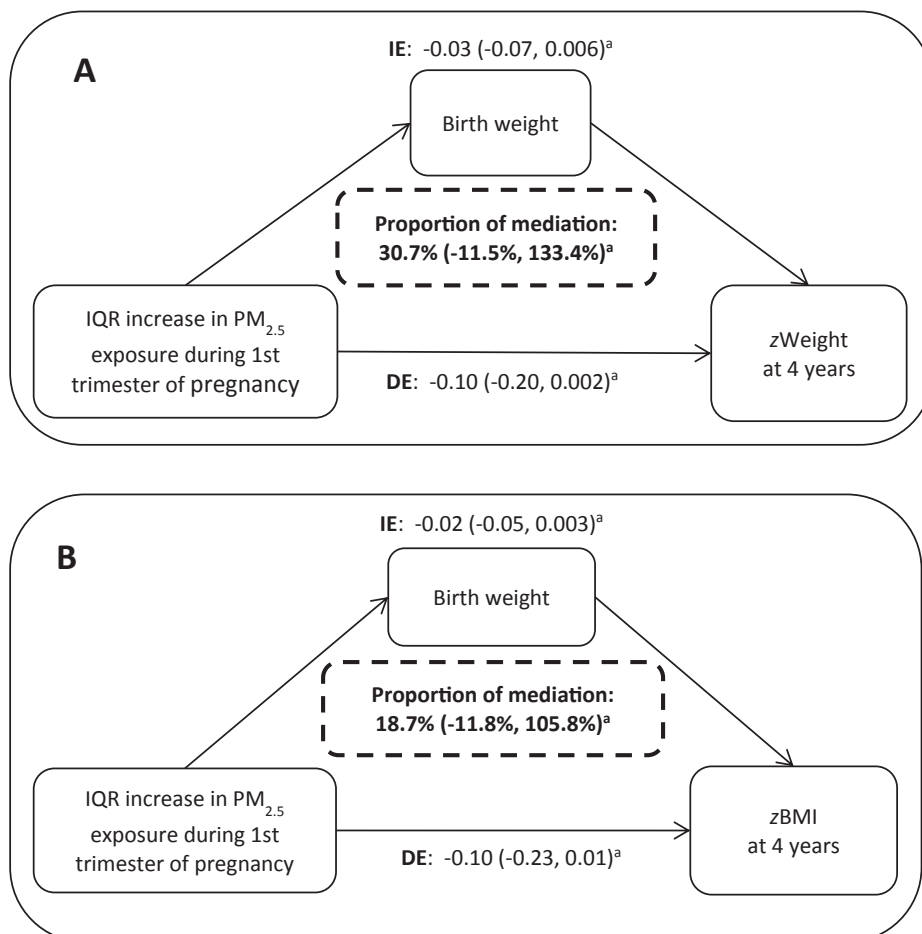 A
IE: -0.03 (-0.07, 0.006)ᵃ
Birth weight
Proportion of mediation:
30.7% (-11.5%, 133.4%)ᵃ
IQR increase in PM₂.₅
exposure during 1st
trimester of pregnancy
zWeight
at 4 years
DE: -0.10 (-0.20, 0.002)ᵃ
B
IE: -0.02 (-0.05, 0.003)ᵃ
Birth weight
Proportion of mediation:
18.7% (-11.8%, 105.8%)ᵃ
IQR increase in PM₂.₅
exposure during 1st
trimester of pregnancy
zBMI
at 4 years
DE: -0.10 (-0.23, 0.01)ᵃ